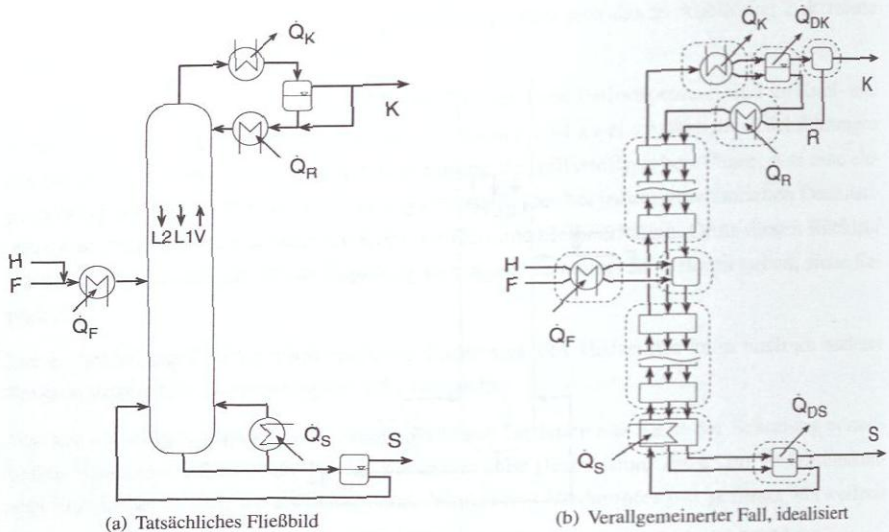 Q̇K
K
Q̇R
L2 L1 V
H
F
Q̇F
Q̇S
S
(a) Tatsächliches Fließbild
Q̇K
Q̇DK
K
R
Q̇R
H
F
Q̇F
Q̇S
Q̇DS
S
(b) Verallgemeinerter Fall, idealisiert